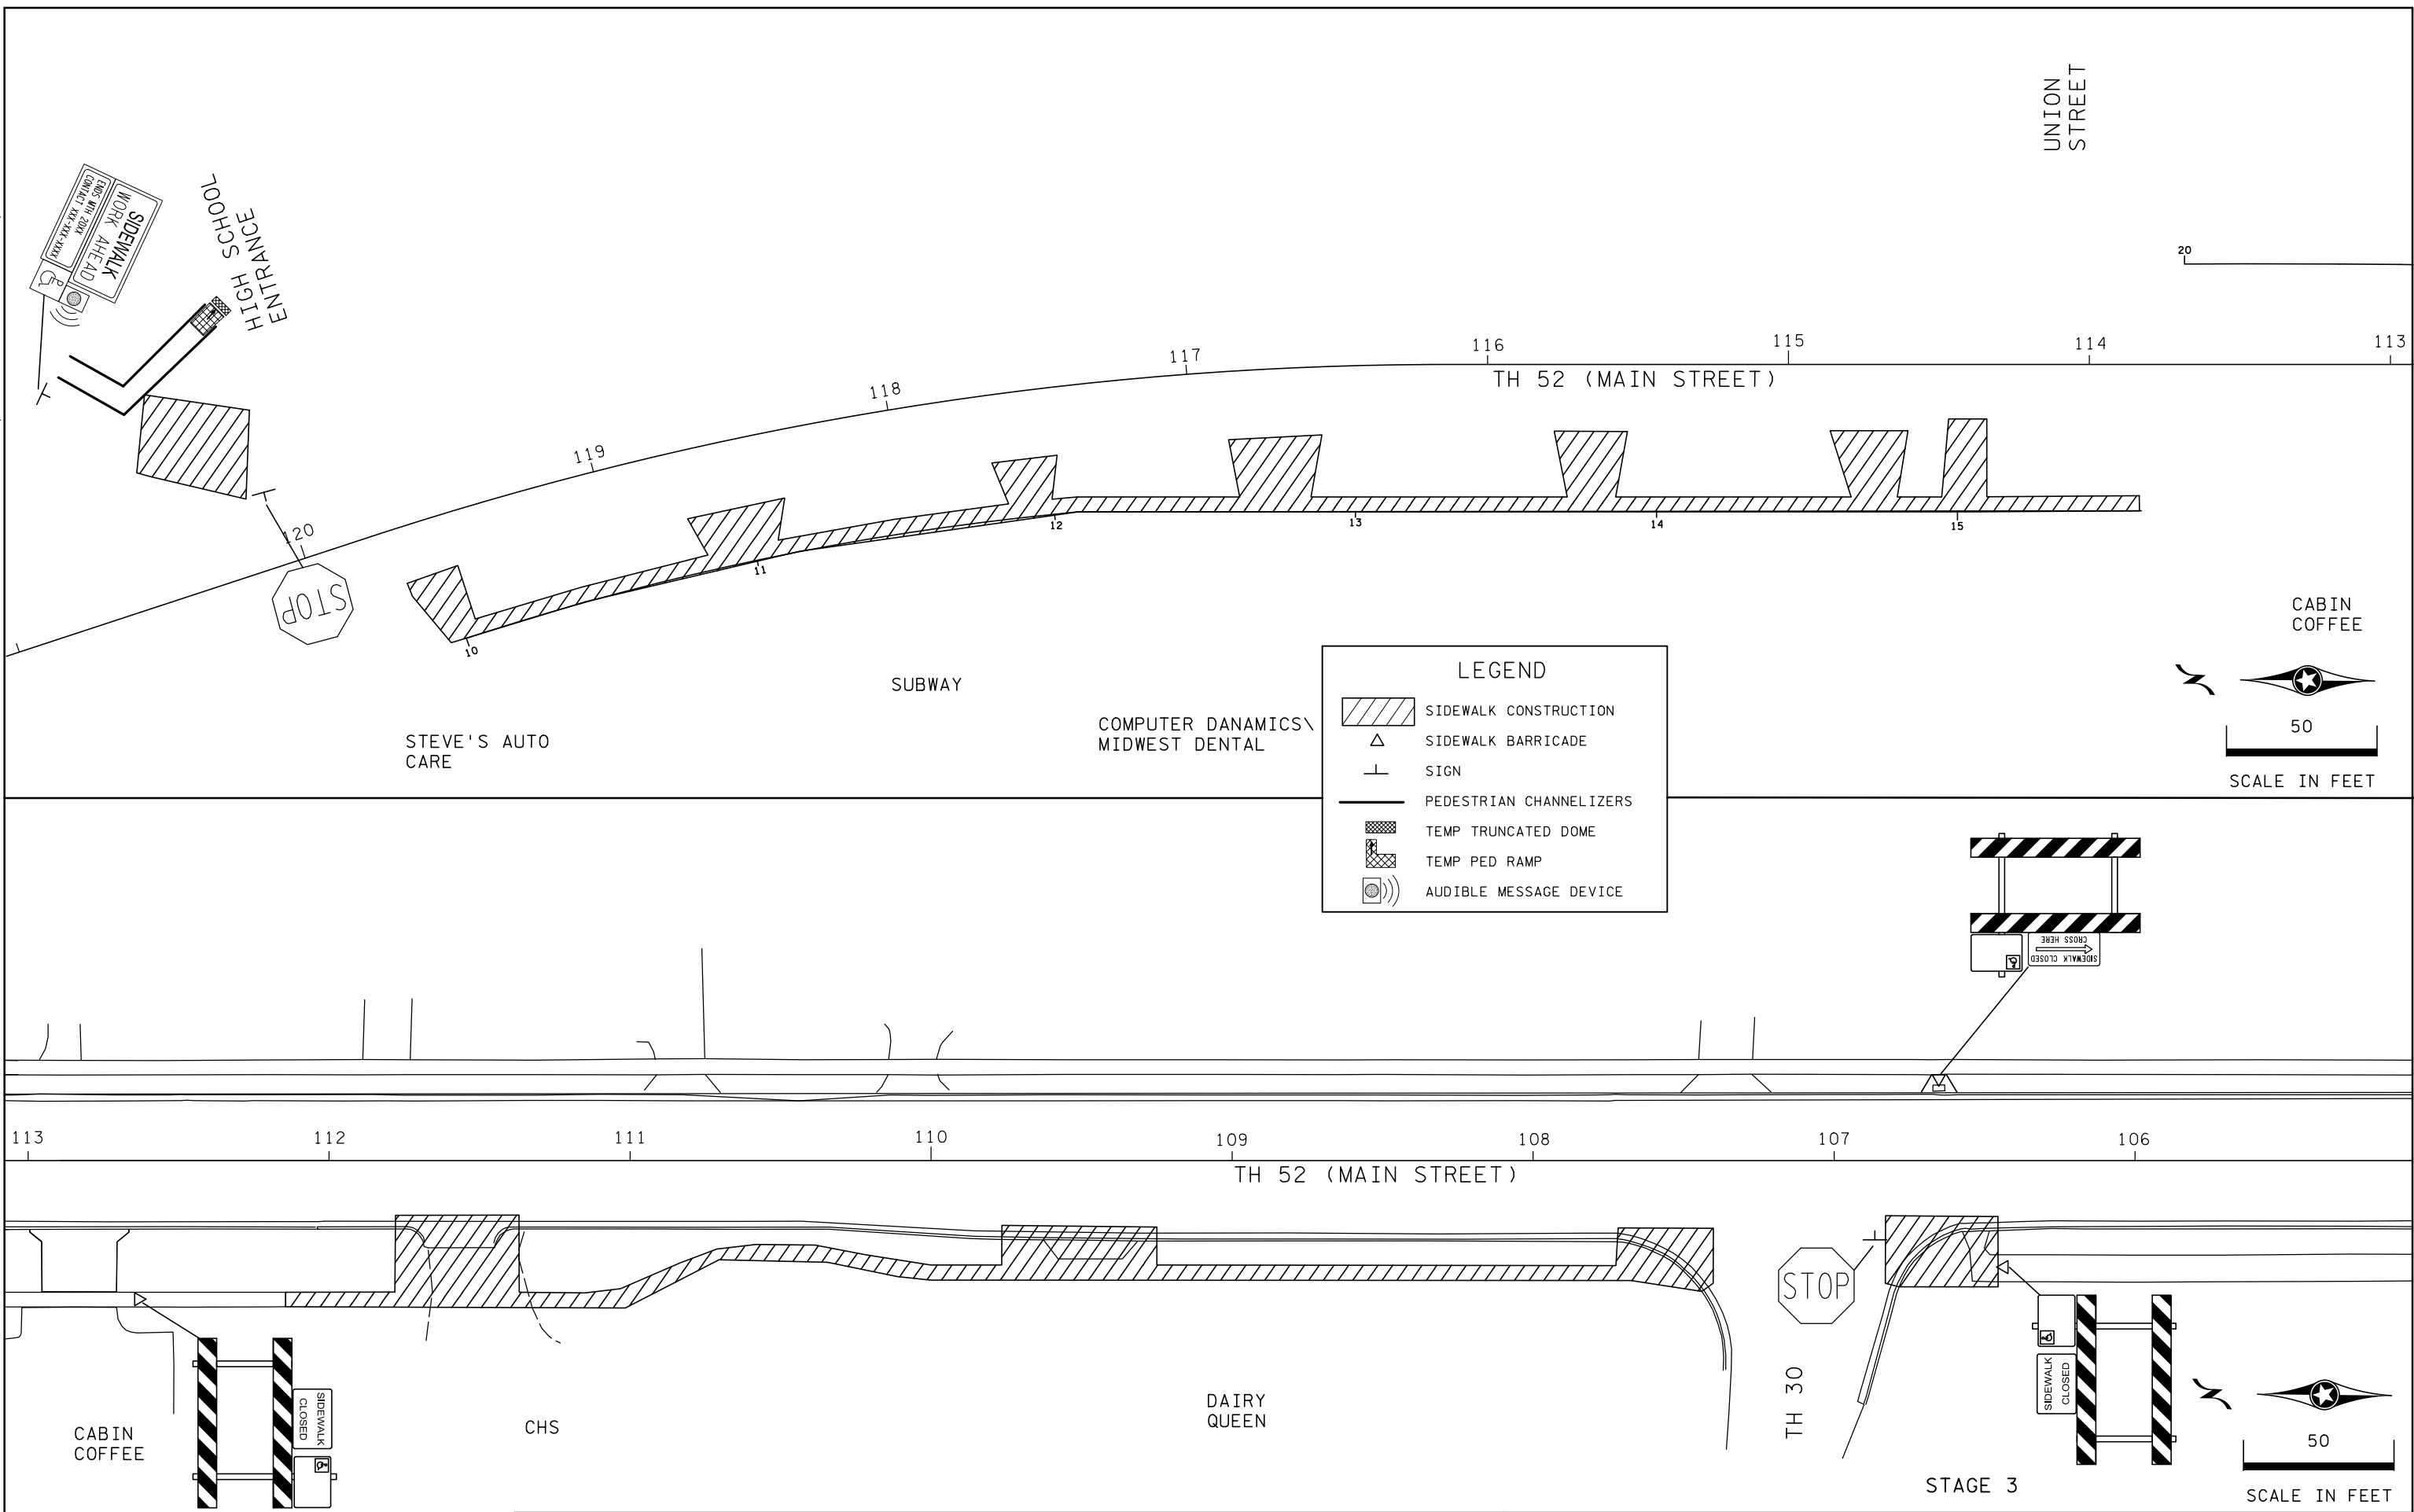 UNION
STREET
SIDEWALK
WORK AHEAD
ENDS MTH 20XX
CONTACT XXX-XXX-XXXX
HIGH SCHOOL
ENTRANCE
20
120
119
118
117
116
115
114
113
TH 52 (MAIN STREET)
STOP
10
11
12
13
14
15
CABIN
COFFEE
SUBWAY
STEVE'S AUTO
CARE
COMPUTER DANAMICS\
MIDWEST DENTAL
50
SCALE IN FEET
LEGEND
SIDEWALK CONSTRUCTION
SIDEWALK BARRICADE
SIGN
PEDESTRIAN CHANNELIZERS
TEMP TRUNCATED DOME
TEMP PED RAMP
AUDIBLE MESSAGE DEVICE
SIDEWALK CLOSED
CROSS HERE
113
112
111
110
109
108
107
106
TH 52 (MAIN STREET)
STOP
TH 30
SIDEWALK
CLOSED
CABIN
COFFEE
SIDEWALK
CLOSED
CHS
DAIRY
QUEEN
STAGE 3
50
SCALE IN FEET